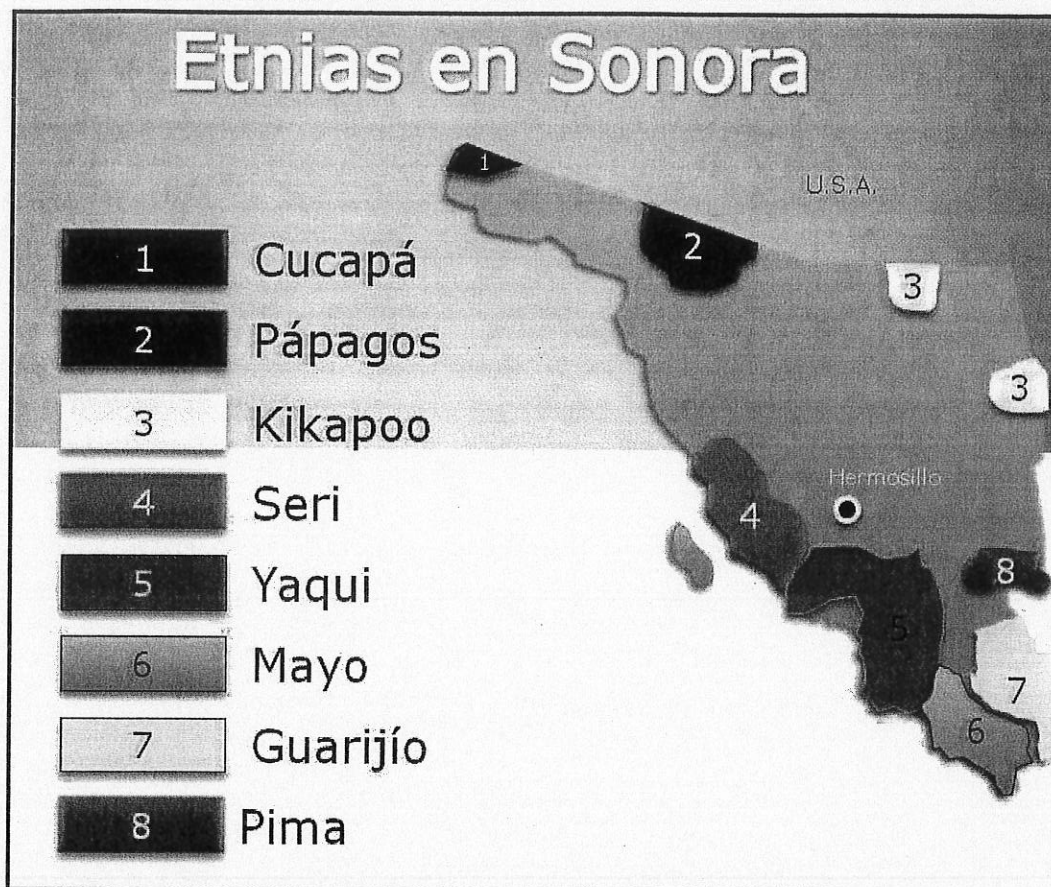 Etnias en Sonora
1
U.S.A.
2
3
3
Hermosillo
4
8
5
7
6
1 Cucapá
2 Pápagos
3 Kikapoo
4 Seri
5 Yaqui
6 Mayo
7 Guarijío
8 Pima